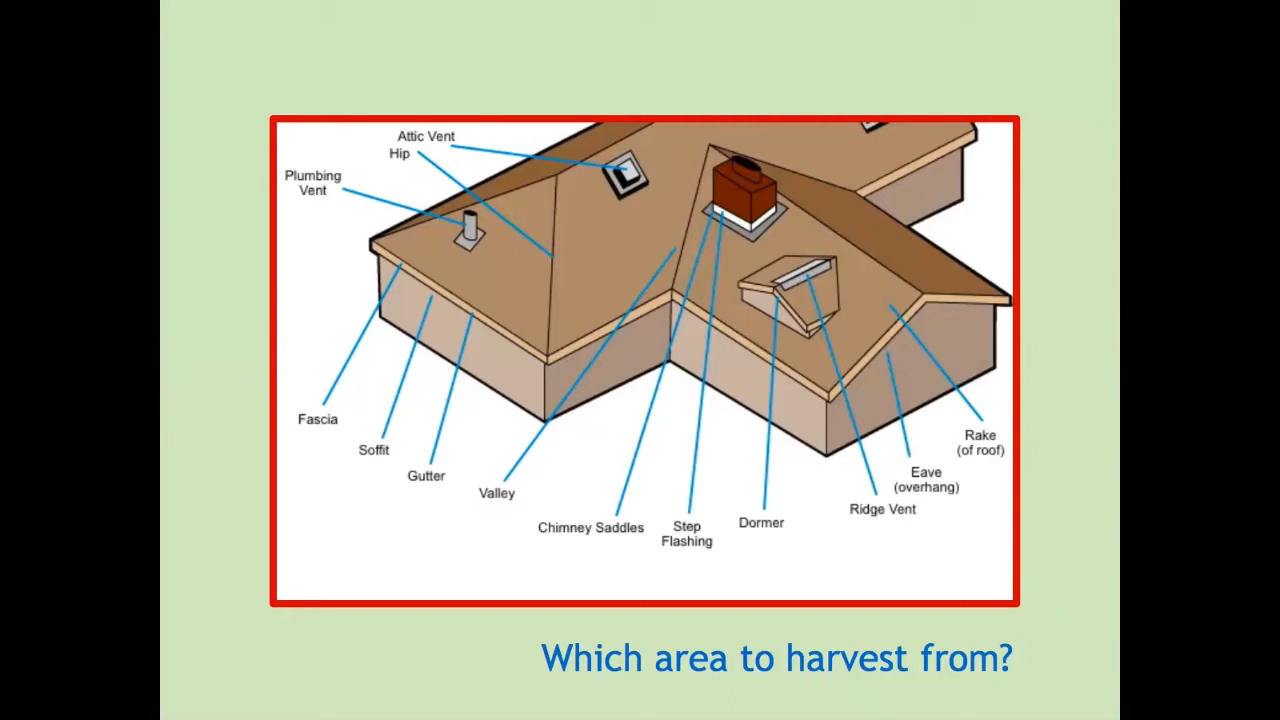 Attic Vent
Hip
Plumbing
Vent
Fascia
Soffit
Gutter
Valley
Chimney Saddles
Step
Flashing
Dormer
Ridge Vent
Eave
(overhang)
Rake
(of roof)
Which area to harvest from?